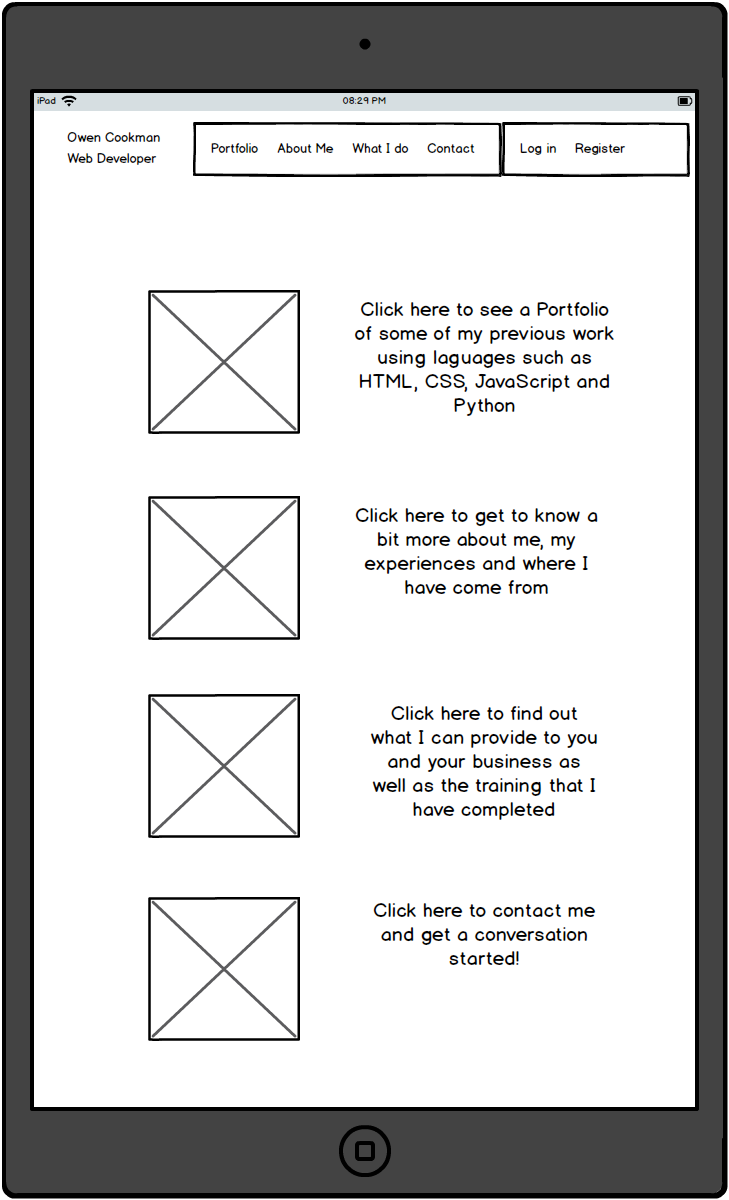 iPad 08:29 PM
Owen Cookman
Web Developer
Portfolio About Me What I do Contact Log in Register
Click here to see a Portfolio
of some of my previous work
using laguages such as
HTML, CSS, JavaScript and
Python
Click here to get to know a
bit more about me, my
experiences and where I
have come from
Click here to find out
what I can provide to you
and your business as
well as the training that I
have completed
Click here to contact me
and get a conversation
started!